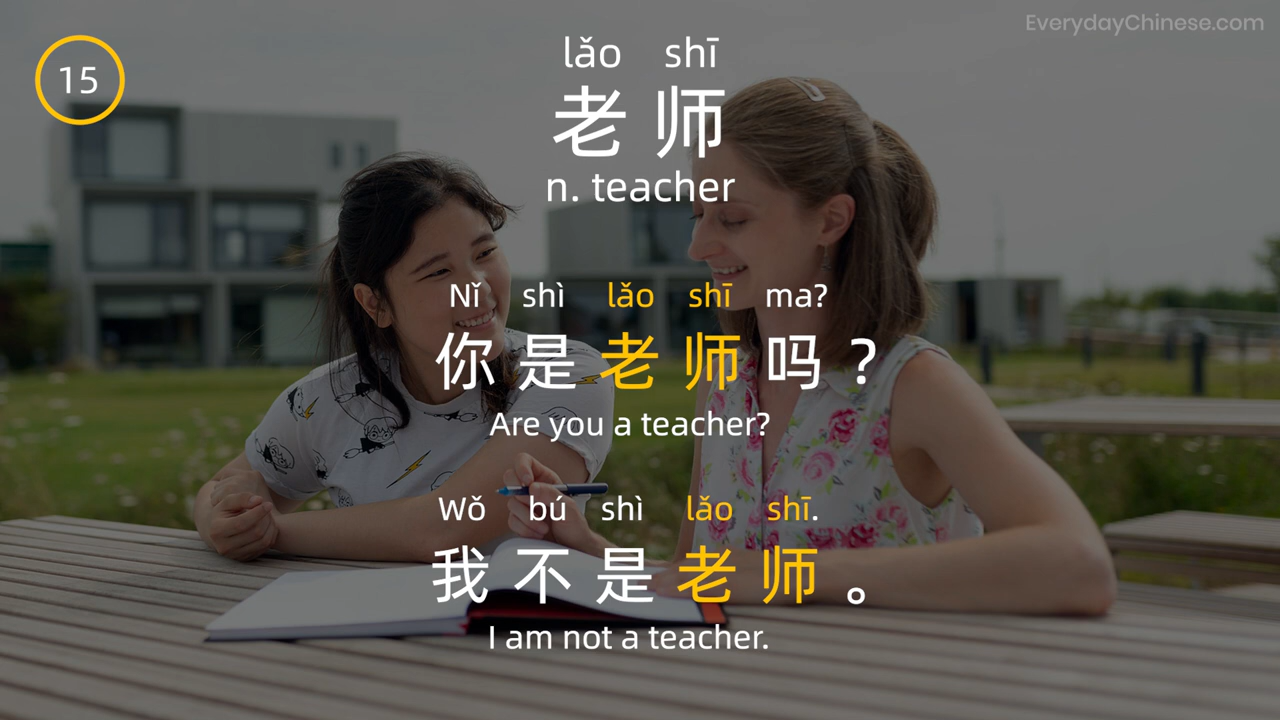 EverydayChinese.com
15
lǎo shī
老师
n. teacher
Nǐ shì lǎo shī ma?
你是老师吗？
Are you a teacher?
Wǒ bú shì lǎo shī.
我不是老师。
I am not a teacher.